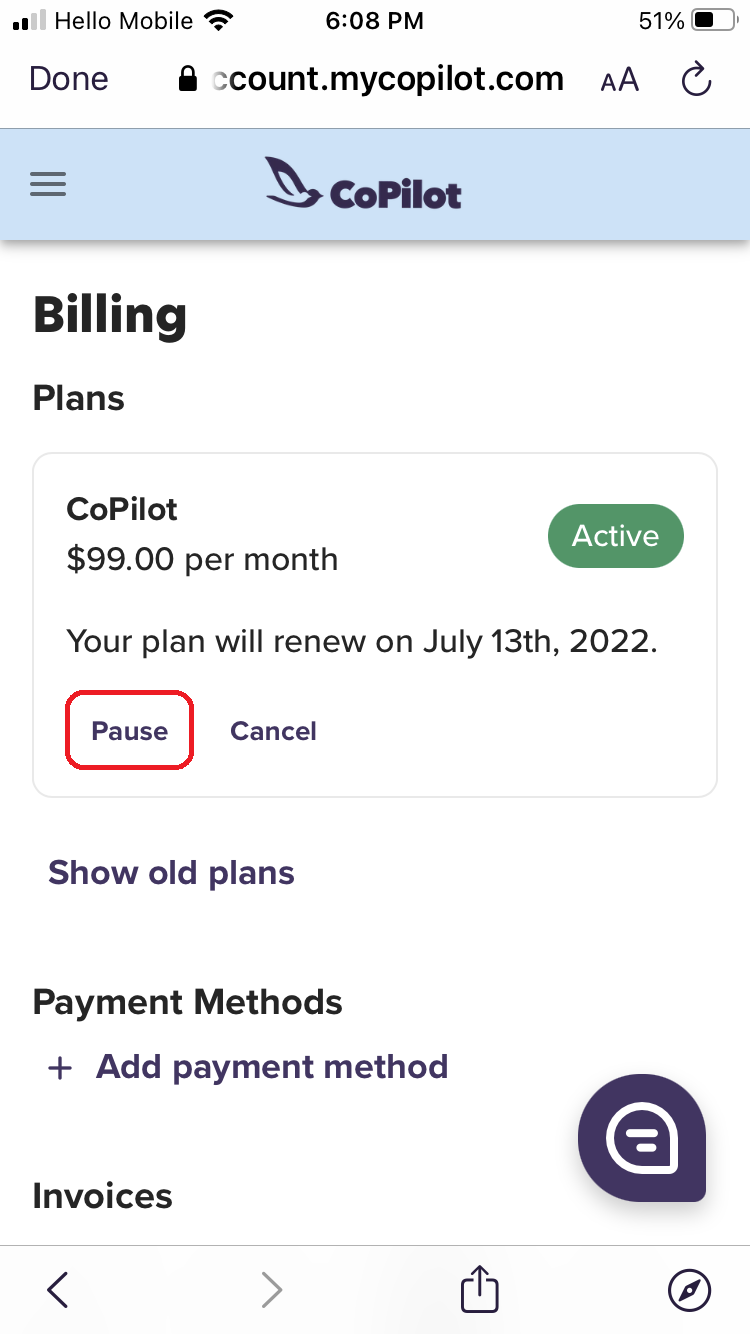 Hello Mobile 6:08 PM 51%
Done ccount.mycopilot.com AA
CoPilot
Billing
Plans
CoPilot
$99.00 per month
Active
Your plan will renew on July 13th, 2022.
Pause Cancel
Show old plans
Payment Methods
+ Add payment method
Invoices